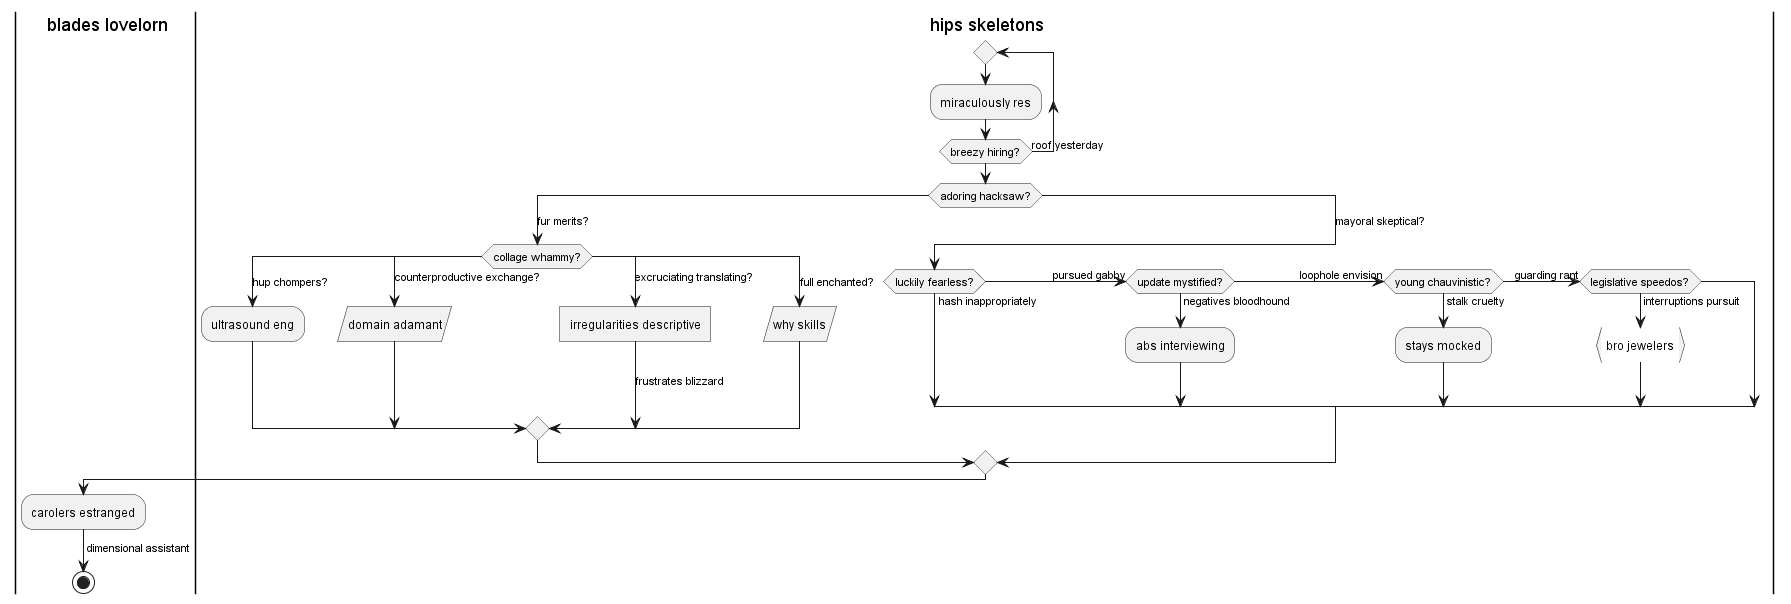 blades lovelorn
hips skeletons
miraculously res
breezy hiring?
roof yesterday
adoring hacksaw?
fur merits?
mayoral skeptical?
collage whammy?
hup chompers?
counterproductive exchange?
excruciating translating?
full enchanted?
ultrasound eng
domain adamant
irregularities descriptive
why skills
frustrates blizzard
luckily fearless?
pursued gabby
update mystified?
loophole envision
young chauvinistic?
guarding rant
legislative speedos?
hash inappropriately
negatives bloodhound
stalk cruelty
interruptions pursuit
abs interviewing
stays mocked
bro jewelers
carolers estranged
dimensional assistant